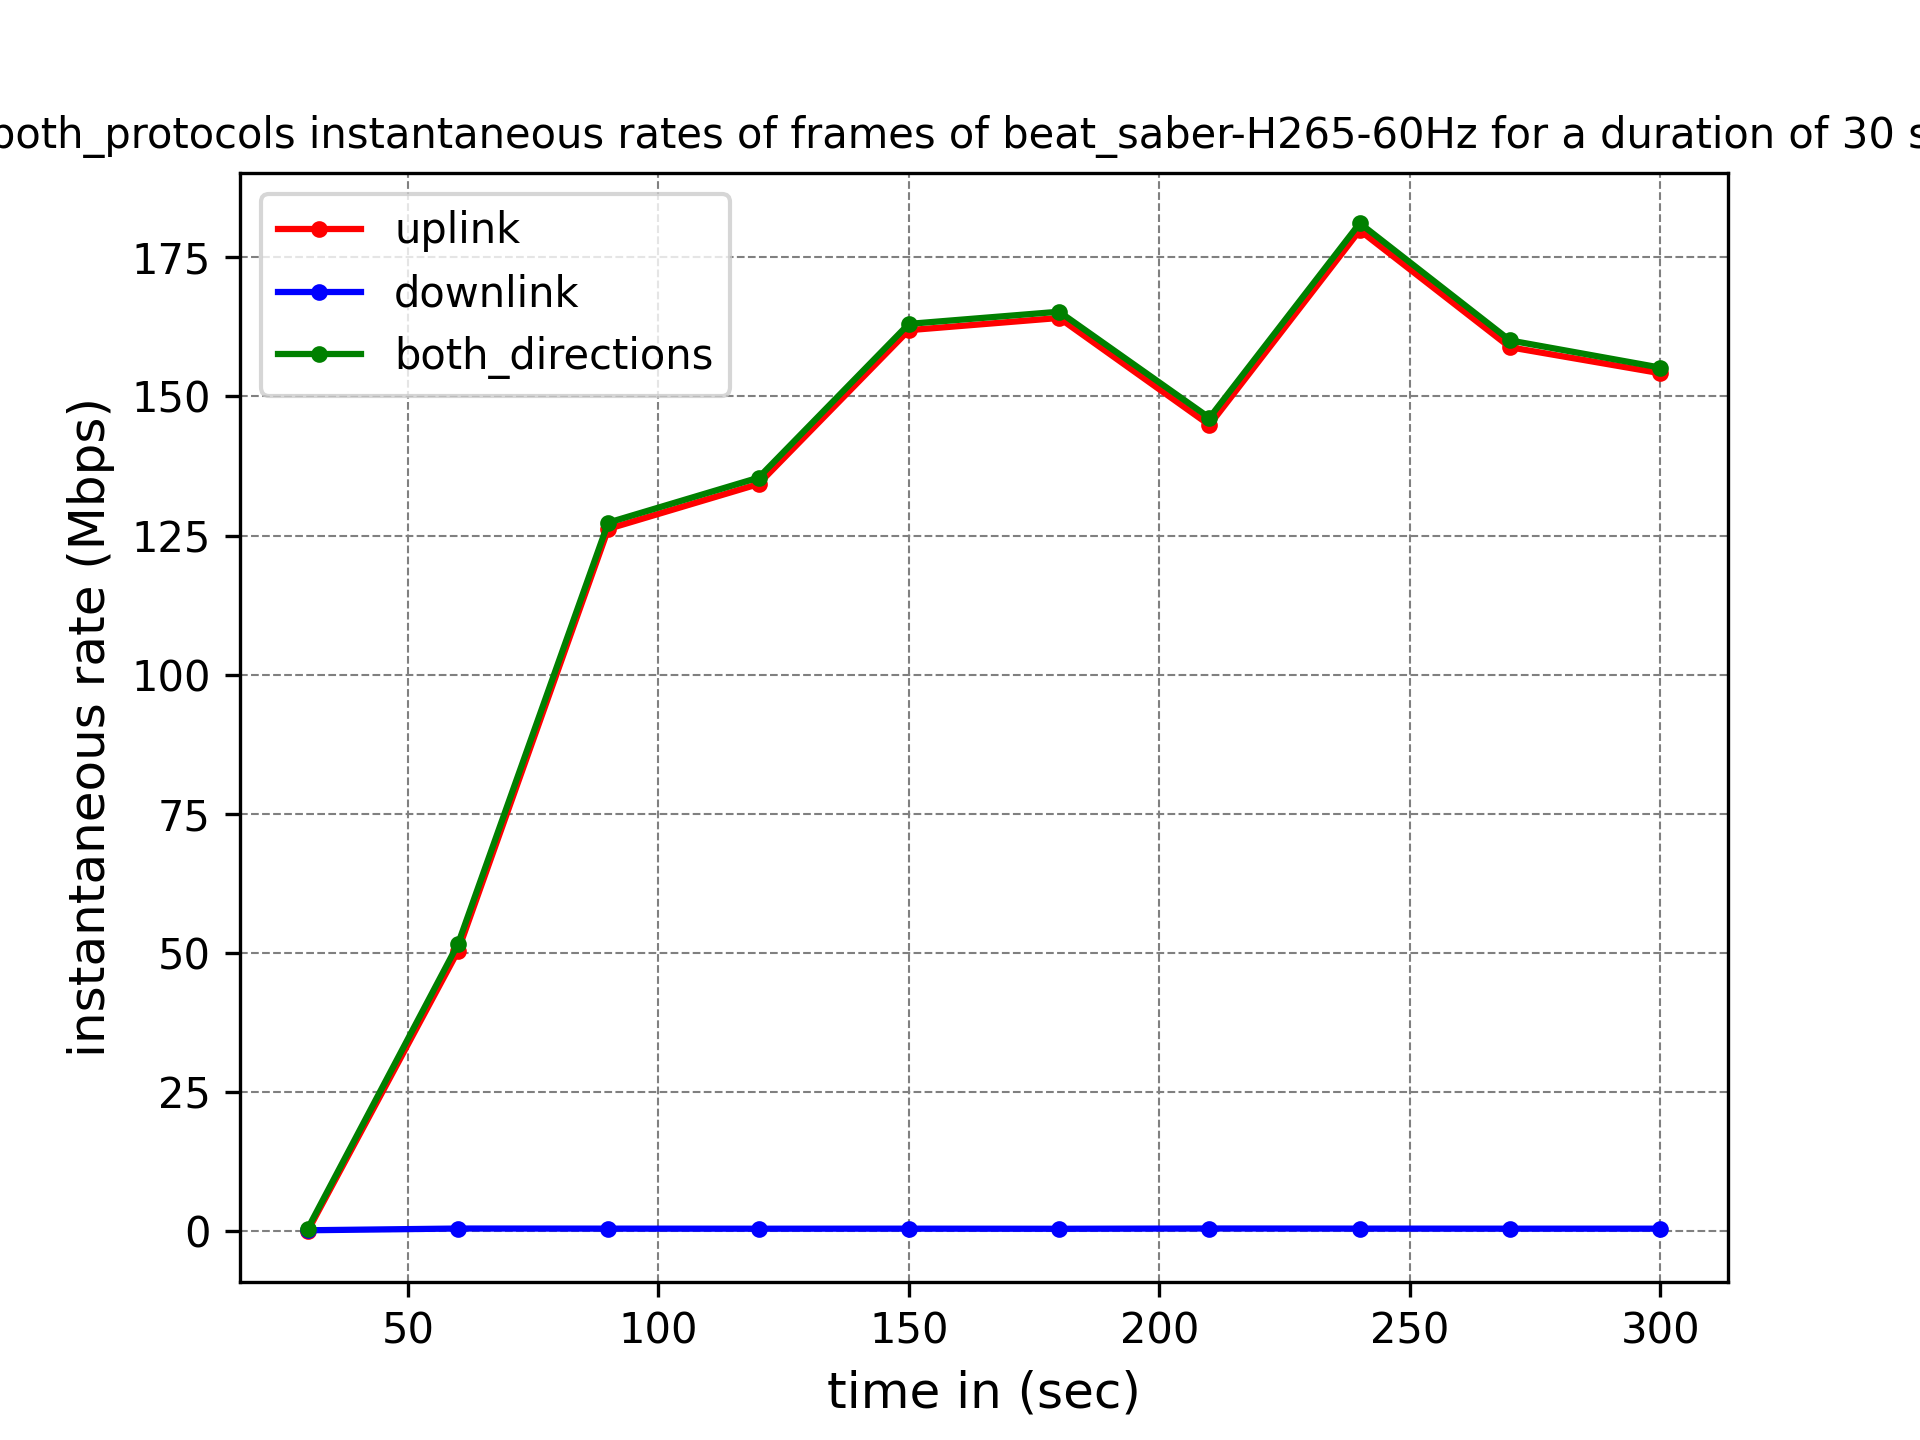 both_protocols instantaneous rates of frames of beat_saber-H265-60Hz for a duration of 30
uplink
downlink
both_directions
175
150
125
100
75
50
25
0
instantaneous rate (Mbps)
50 100 150 200 250 300
time in (sec)